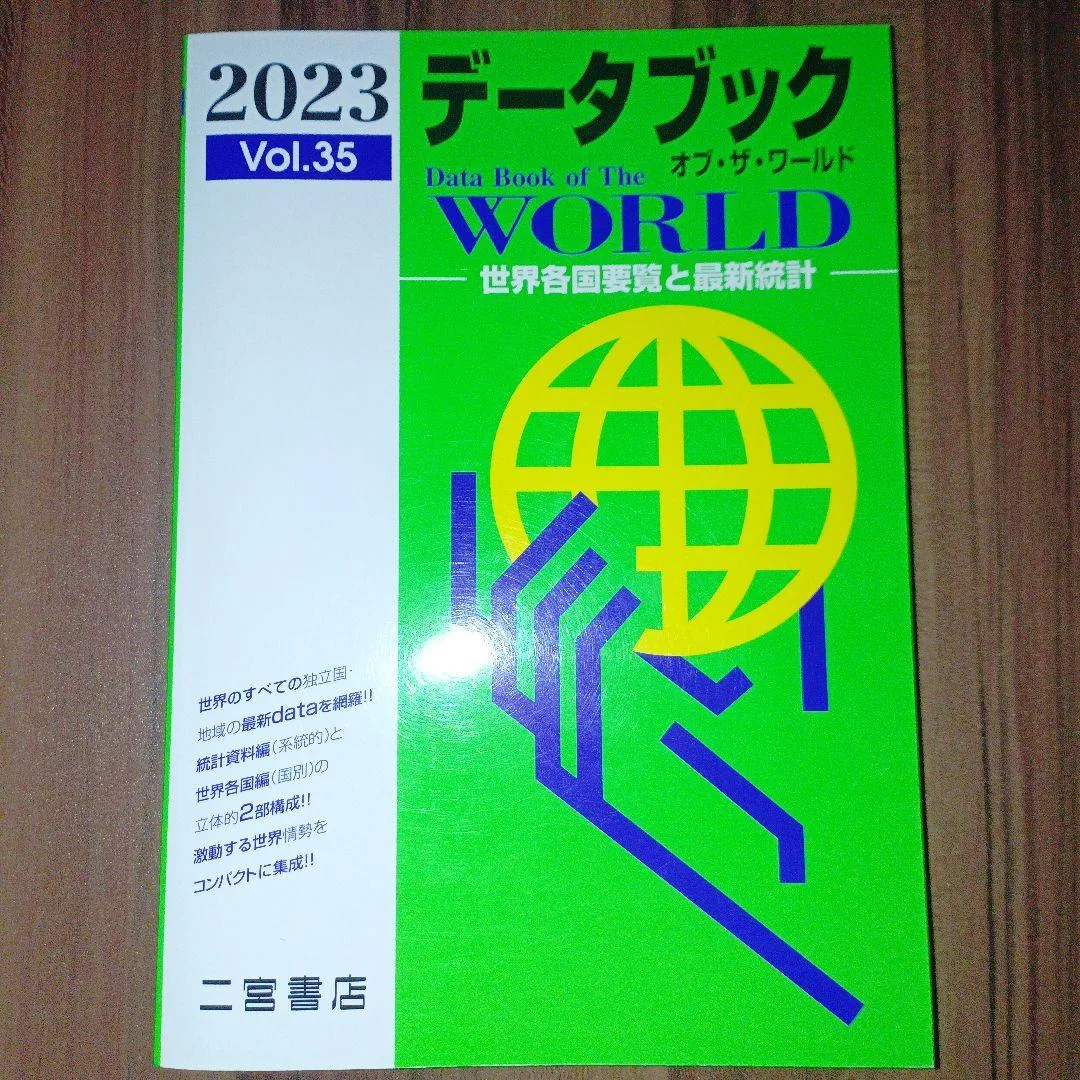 2023
Vol.35
データブック
オブ・ザ・ワールド
Data Book of The
WORLD
世界各国要覧と最新統計
世界のすべての独立国・
地域の最新dataを網羅!!
統計資料編(系統的)と
世界各国編(国別)の
立体的2部構成!!
激動する世界情勢を
コンパクトに集成!!
二宮書店